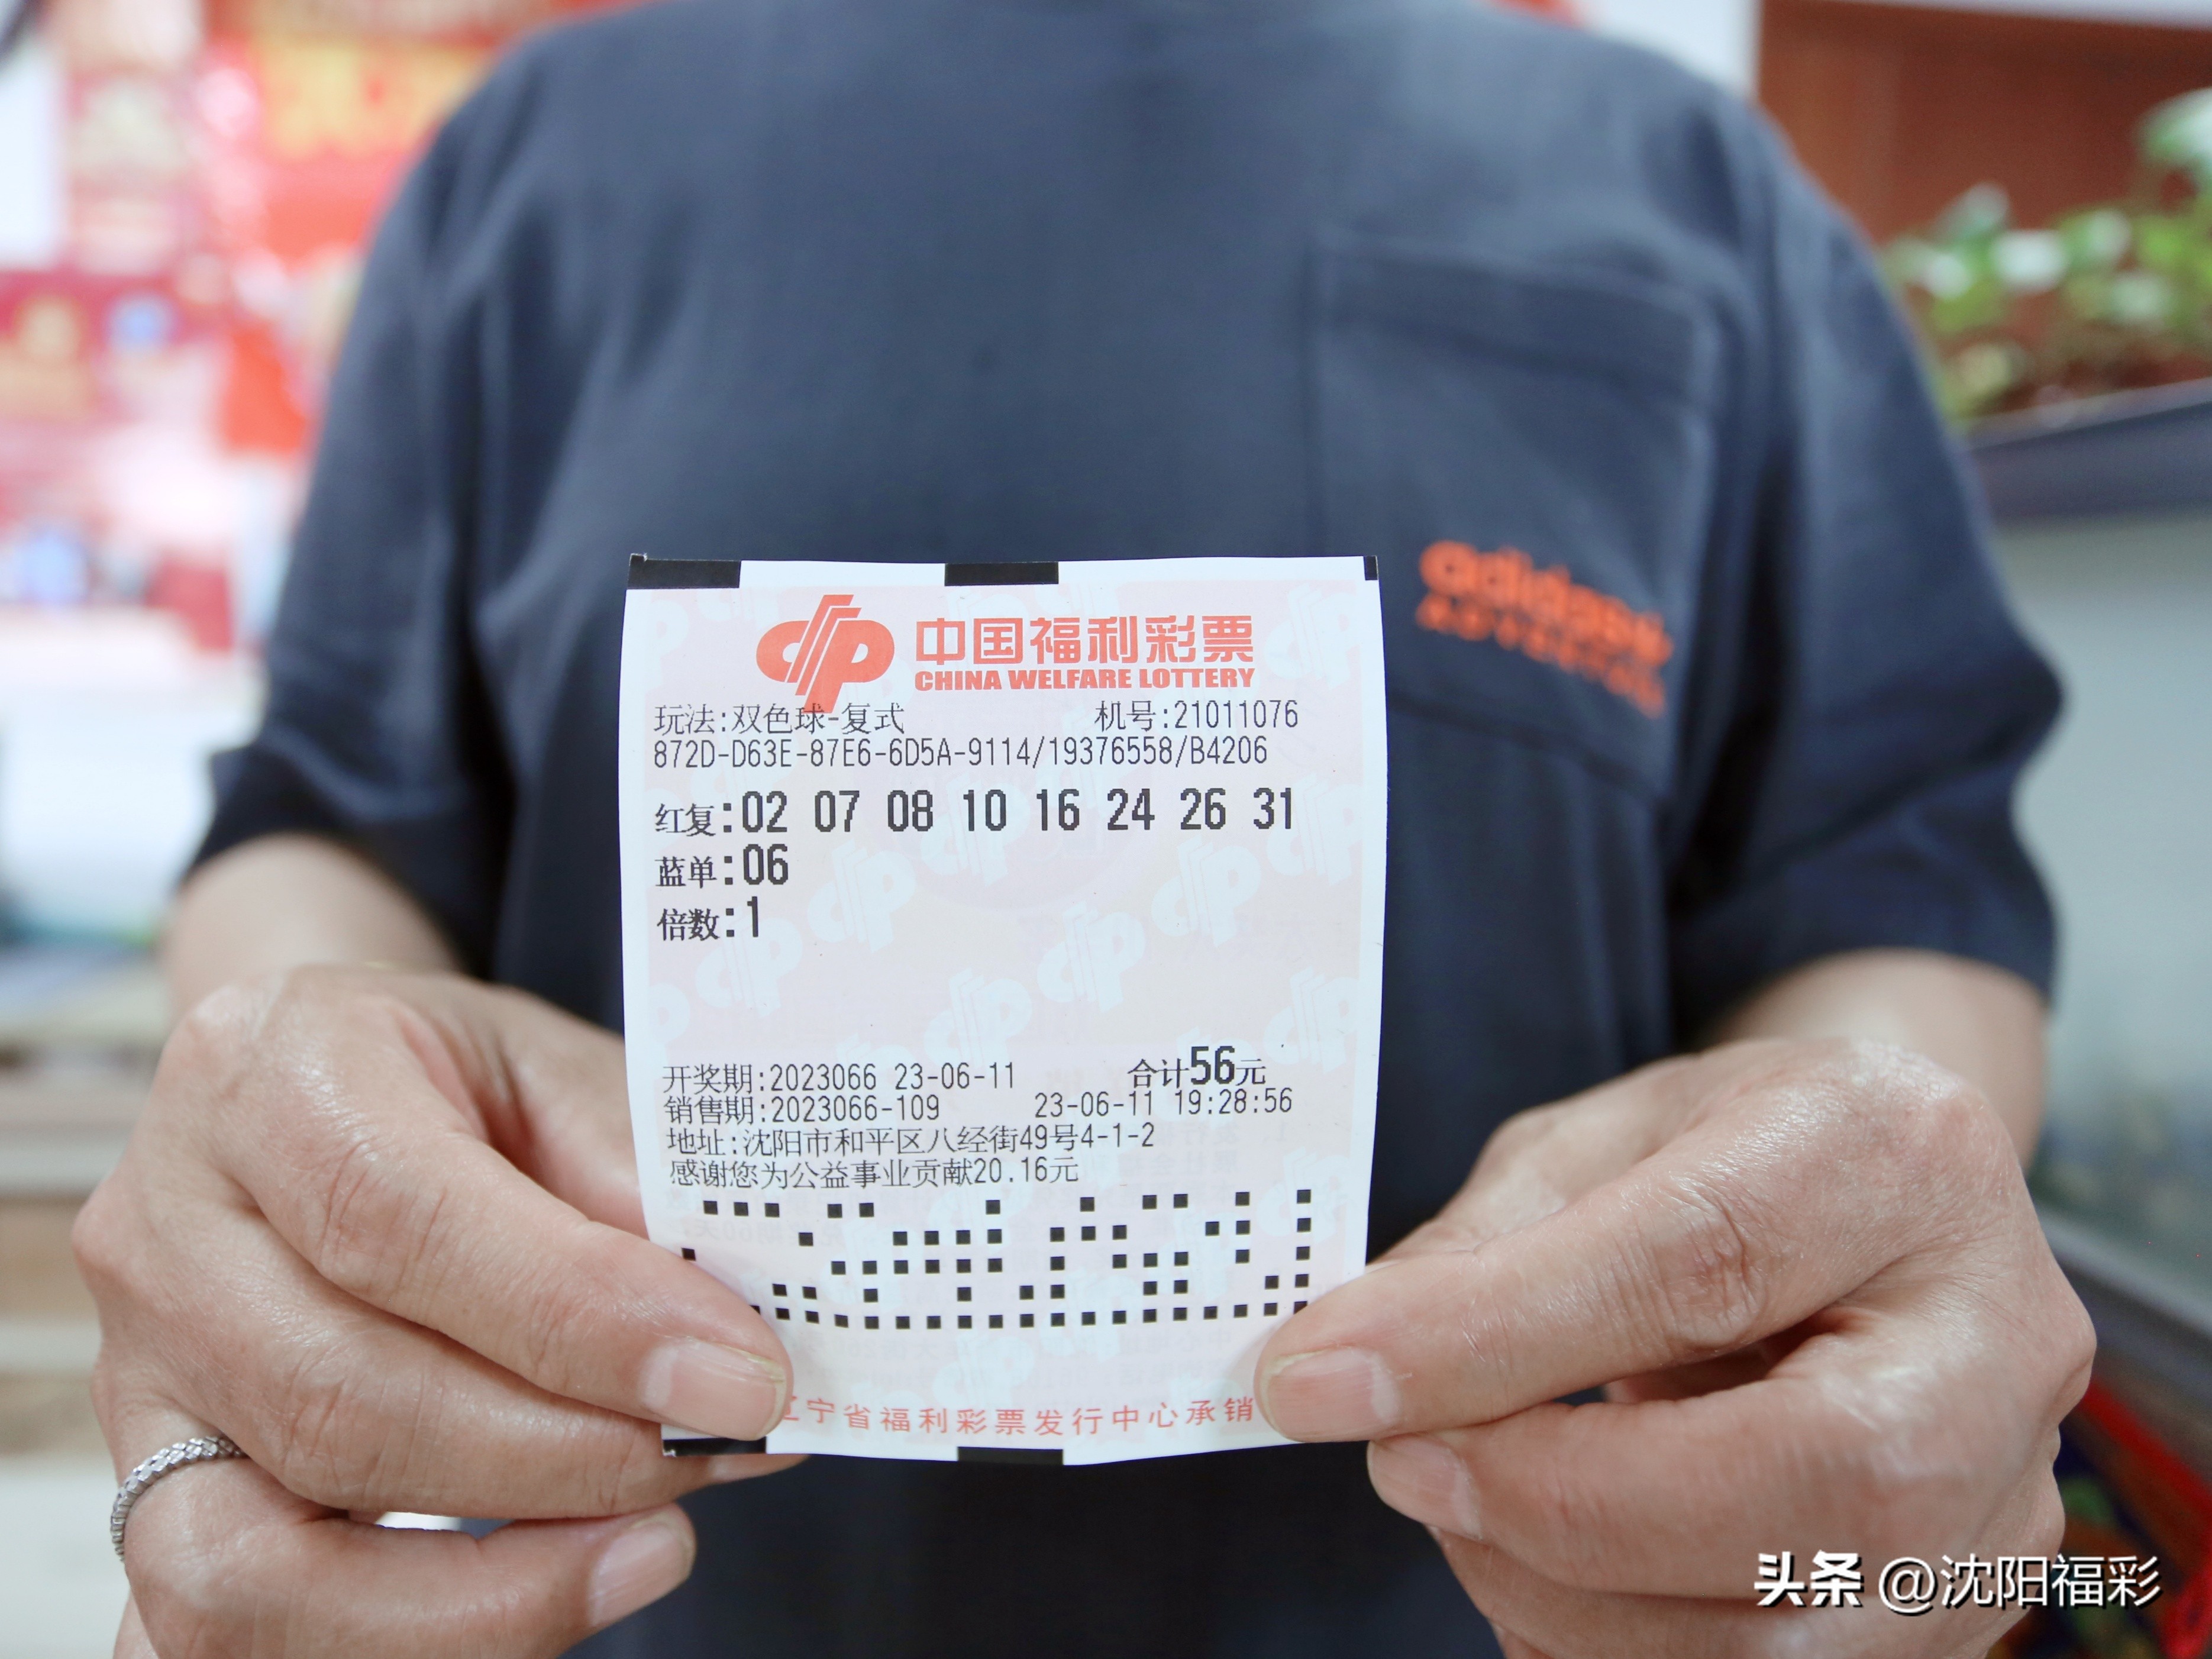 adidas
中国福利彩票
CHINA WELFARE LOTTERY
玩法:双色球-复式 机号:21011076
872D-D63E-87E6-6D5A-9114/19376558/B4206
红复:02 07 08 10 16 24 26 31
蓝单:06
倍数:1
开奖期:2023066 23-06-11 合计56元
销售期:2023066-109 23-06-11 19:28:56
地址:沈阳市和平区八经街49号4-1-2
感谢您为公益事业贡献20.16元
宁省福利彩票发行中心承销
头条 @沈阳福彩